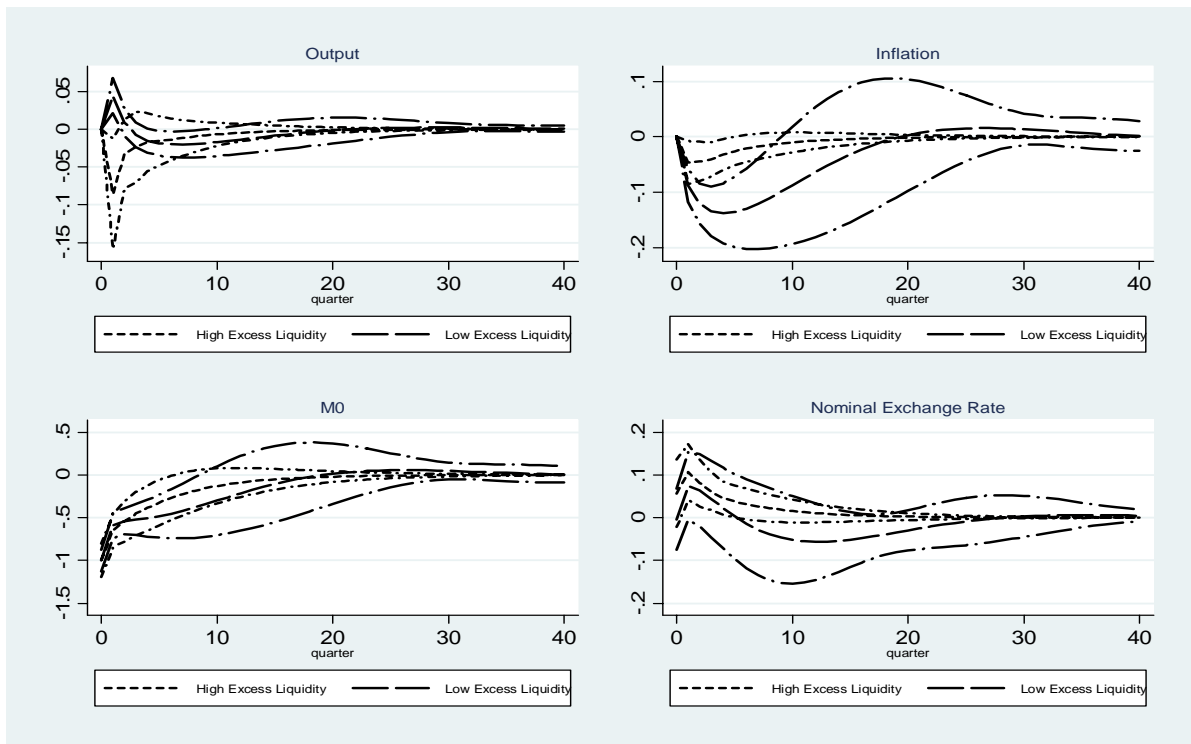 Output
.05
0
-.05
-.1
-.15
0 10 20 30 40
quarter
High Excess Liquidity Low Excess Liquidity
Inflation
.1
0
-.1
-.2
0 10 20 30 40
quarter
High Excess Liquidity Low Excess Liquidity
M0
.5
0
-.5
-1
-1.5
0 10 20 30 40
quarter
High Excess Liquidity Low Excess Liquidity
Nominal Exchange Rate
.2
.1
0
-.1
-.2
0 10 20 30 40
quarter
High Excess Liquidity Low Excess Liquidity